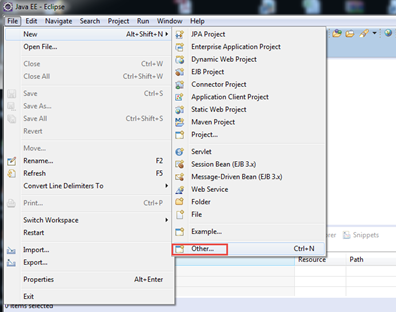 Java EE - Eclipse
File Edit Navigate Search Project Run Window Help
New Alt+Shift+N
Open File...
Close Ctrl+W
Close All Ctrl+Shift+W
Save Ctrl+S
Save As...
Save All Ctrl+Shift+S
Revert
Move...
Rename... F2
Refresh F5
Convert Line Delimiters To
Print... Ctrl+P
Switch Workspace
Restart
Import...
Export...
Properties Alt+Enter
Exit
JPA Project
Enterprise Application Project
Dynamic Web Project
EJB Project
Connector Project
Application Client Project
Static Web Project
Maven Project
Project...
Servlet
Session Bean (EJB 3.x)
Message-Driven Bean (EJB 3.x)
Web Service
Folder
File
Example...
Other... Ctrl+N
Snippets
Resource Path
0 items selected